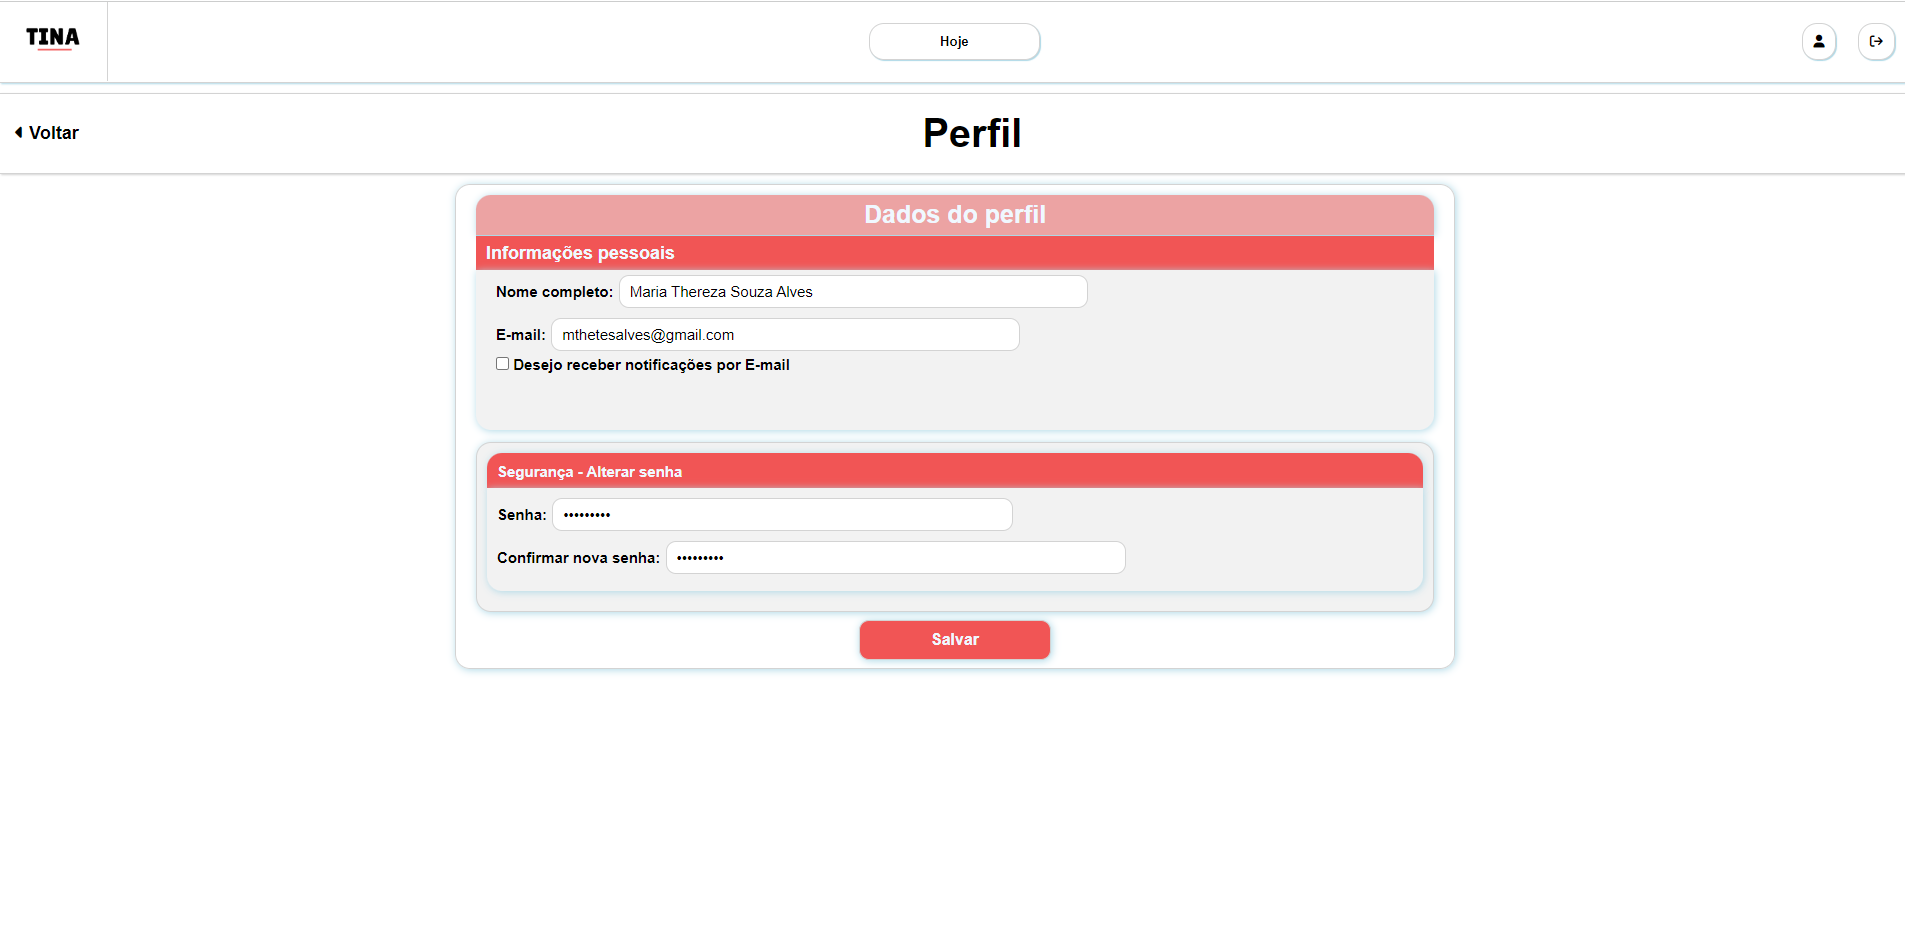 TINA
Hoje
Voltar
Perfil
Dados do perfil
Informações pessoais
Nome completo: Maria Thereza Souza Alves
E-mail: mthetesalves@gmail.com
Desejo receber notificações por E-mail
Segurança - Alterar senha
Senha: •••••••••
Confirmar nova senha: •••••••••
Salvar